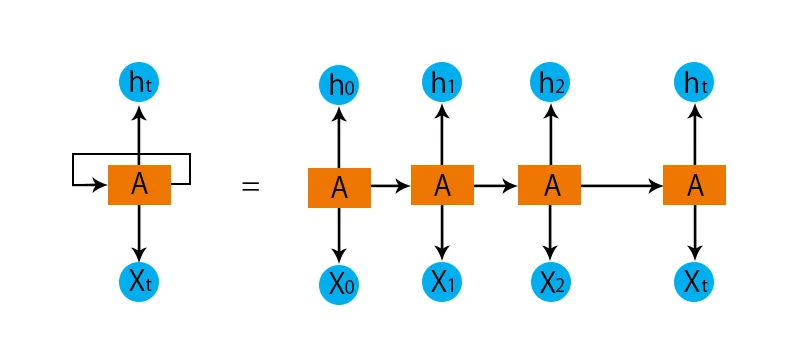 ht h0 h1 h2 ht
A = A A A A
Xt X0 X1 X2 Xt